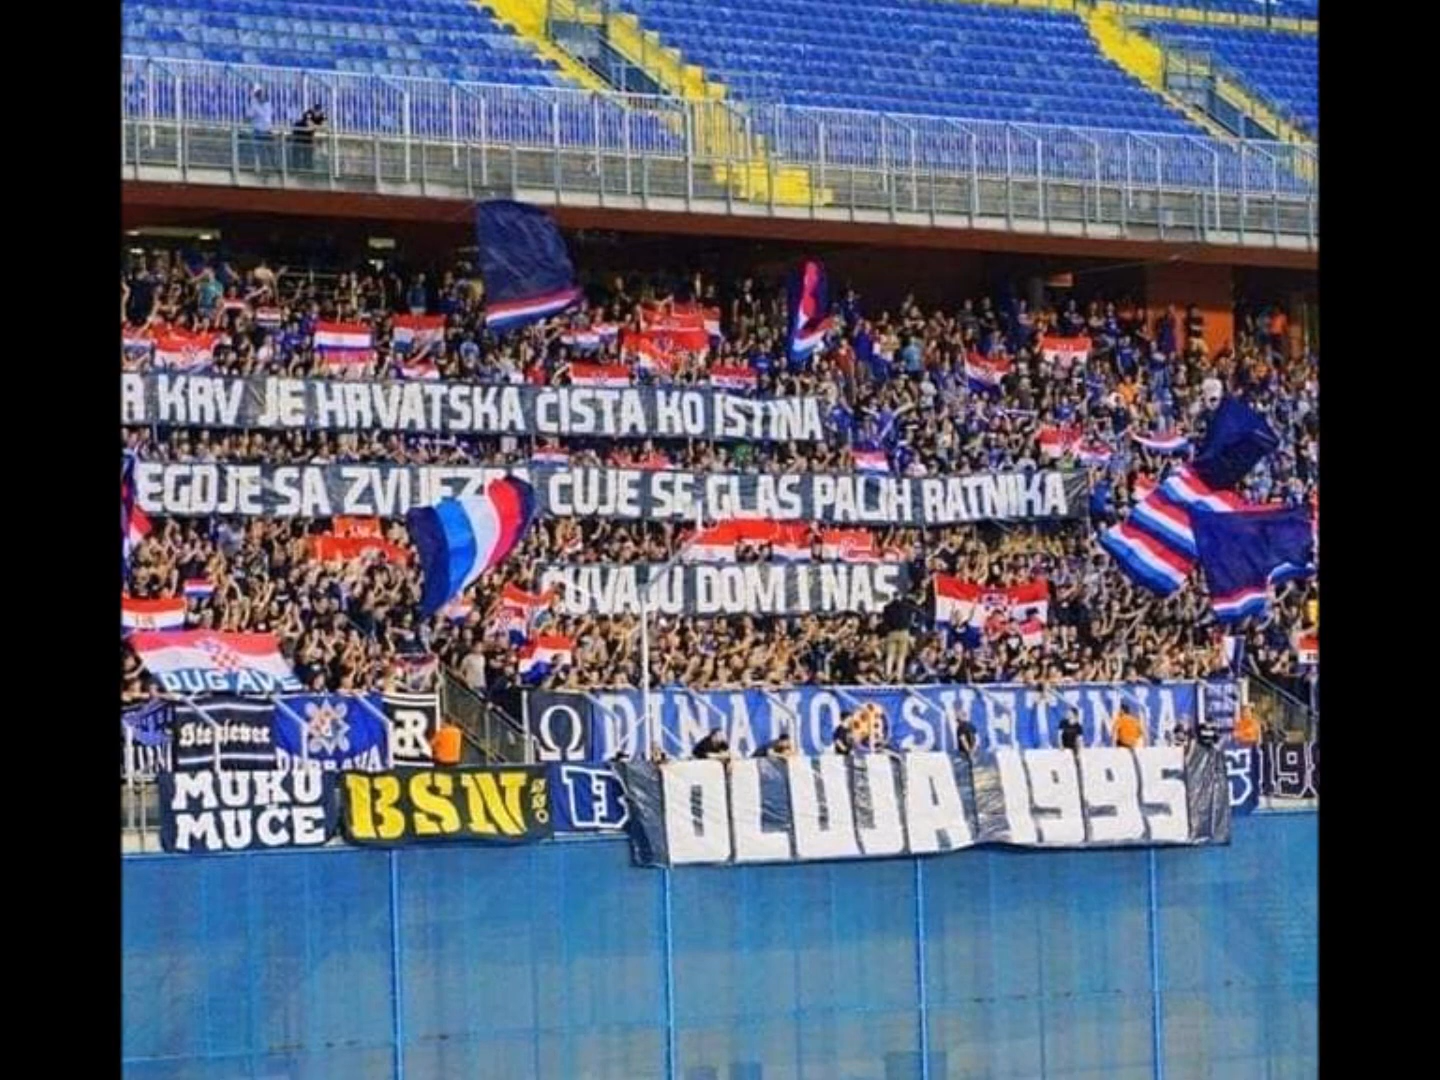 A KRV JE HRVATSKA ČISTA KO ISTINA
EGDJE SA ČUJE SE GLAS PALIH RATNIKA
ČUVAJU DOM I NAS
DUGAVE
Ω DINAMO SVETINJA
DUBRAVA
MUKU
MUČE
BSN
OLUJA 1995